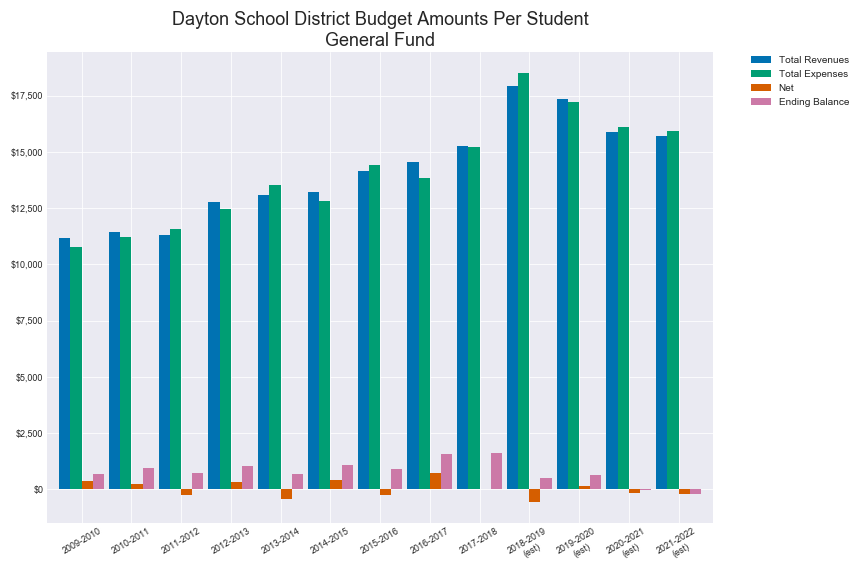 Dayton School District Budget Amounts Per Student
General Fund
Total Revenues
Total Expenses
Net
Ending Balance
$17,500
$15,000
$12,500
$10,000
$7,500
$5,000
$2,500
$0
2009-2010
2010-2011
2011-2012
2012-2013
2013-2014
2014-2015
2015-2016
2016-2017
2017-2018
2018-2019
(est)
2019-2020
(est)
2020-2021
(est)
2021-2022
(est)